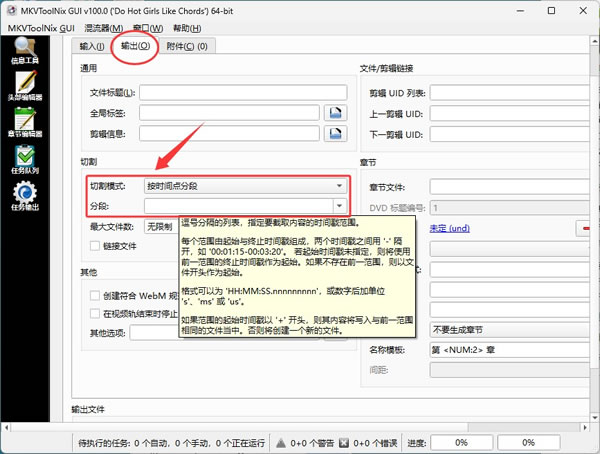 MKVToolNix GUI v100.0 ('Do Hot Girls Like Chords') 64-bit
MKVToolNix GUI 混流器(M) 窗口(W) 帮助(H)
信息工具
头部编辑器
章节编辑器
任务队列
任务输出
输入(I) 输出(O) 附件(C) (0)
通用
文件标题(L):
全局标签:
剪辑信息:
切割
切割模式: 按时间点分段
分段:
最大文件数: 无限制
链接文件
其他
创建符合 WebM 规
在视频轨结束时停止
其他选项:
输出文件
逗号分隔的列表，指定要截取内容的时间戳范围。
每个范围由起始与终止时间戳组成，两个时间戳之间用 '-' 隔
开，如 '00:01:15-00:03:20'。 若起始时间戳未指定，则将使用
前一范围的终止时间戳作为起始。如果不存在前一范围，则以文
件开头作为起始。
格式可以为 'HH:MM:SS.nnnnnnnnn'，或数字后加单位
's'、'ms' 或 'us'。
如果范围的起始时间戳以 '+' 开头，则其内容将写入与前一范围
相同的文件当中。否则将创建一个新的文件。
文件/剪辑链接
剪辑 UID 列表:
上一剪辑 UID:
下一剪辑 UID:
章节
章节文件:
DVD 标题编号: 1
未定 (und)
式:
不要生成章节
名称模板: 第 <NUM:2> 章
间距:
待执行的任务: 0 个自动, 0 个手动, 0 个正在运行 0+0 个警告 0+0 个错误 进度: 0% 0%